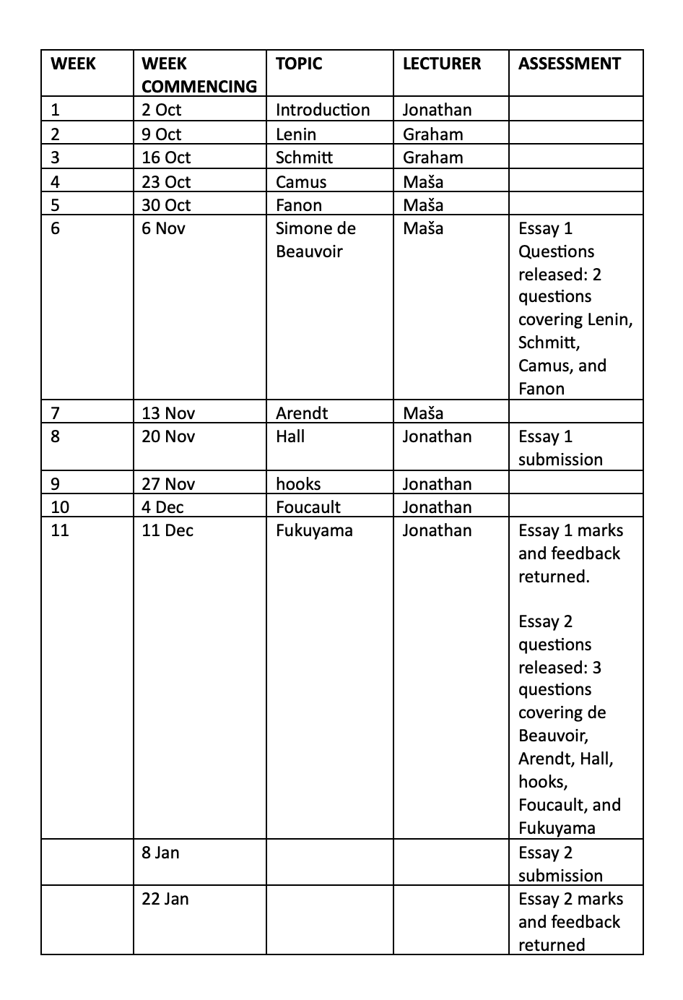 WEEK WEEK COMMENCING TOPIC LECTURER ASSESSMENT
1 2 Oct Introduction Jonathan
2 9 Oct Lenin Graham
3 16 Oct Schmitt Graham
4 23 Oct Camus Maša
5 30 Oct Fanon Maša
6 6 Nov Simone de Beauvoir Maša Essay 1
Questions
released: 2
questions
covering Lenin,
Schmitt,
Camus, and
Fanon
7 13 Nov Arendt Maša
8 20 Nov Hall Jonathan Essay 1
submission
9 27 Nov hooks Jonathan
10 4 Dec Foucault Jonathan
11 11 Dec Fukuyama Jonathan Essay 1 marks
and feedback
returned.
Essay 2
questions
released: 3
questions
covering de
Beauvoir,
Arendt, Hall,
hooks,
Foucault, and
Fukuyama
8 Jan Essay 2
submission
22 Jan Essay 2 marks
and feedback
returned